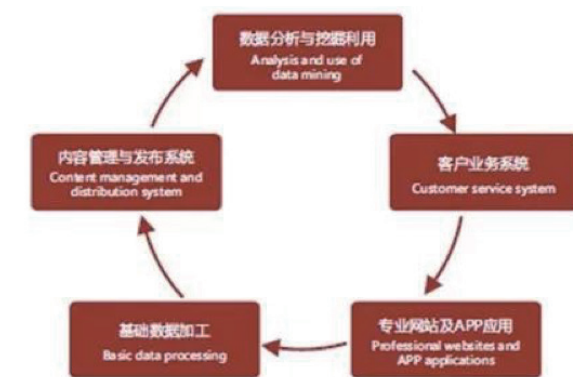 数据分析与挖掘利用
Analysis and use of
data mining
内容管理与发布系统
Content management and
distribution system
客户业务系统
Customer service system
基础数据加工
Basic data processing
专业网站及APP应用
Professional websites and
APP applications